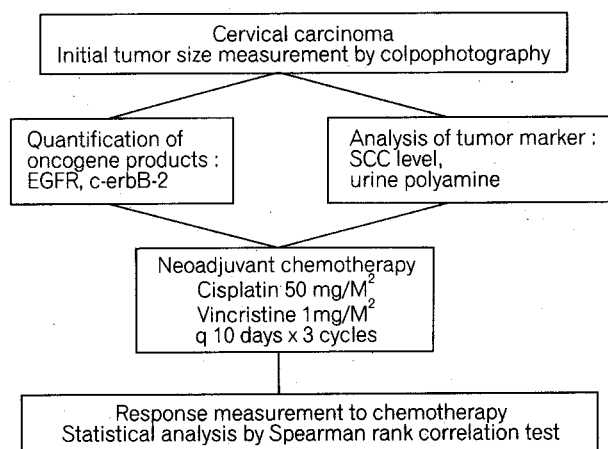 Cervical carcinoma
Initial tumor size measurement by colpophotography
Quantification of
oncogene products :
EGFR, c-erbB-2
Analysis of tumor marker :
SCC level,
urine polyamine
Neoadjuvant chemotherapy
Cisplatin 50 mg/M²
Vincristine 1mg/M²
q 10 days x 3 cycles
Response measurement to chemotherapy
Statistical analysis by Spearman rank correlation test